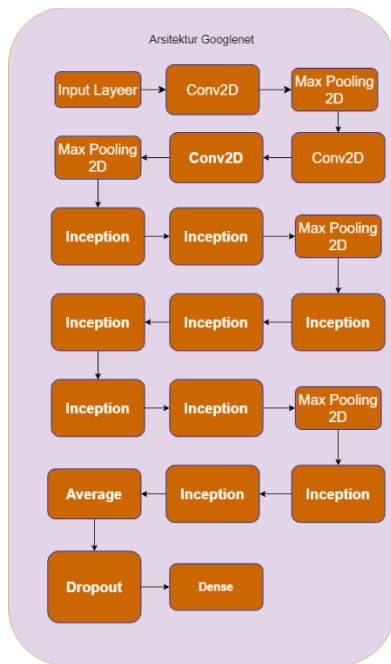 Arsitektur Googlenet
Input Layeer
Conv2D
Max Pooling
2D
Conv2D
Conv2D
Max Pooling
2D
Inception
Inception
Max Pooling
2D
Inception
Inception
Inception
Inception
Inception
Max Pooling
2D
Inception
Inception
Average
Dropout
Dense